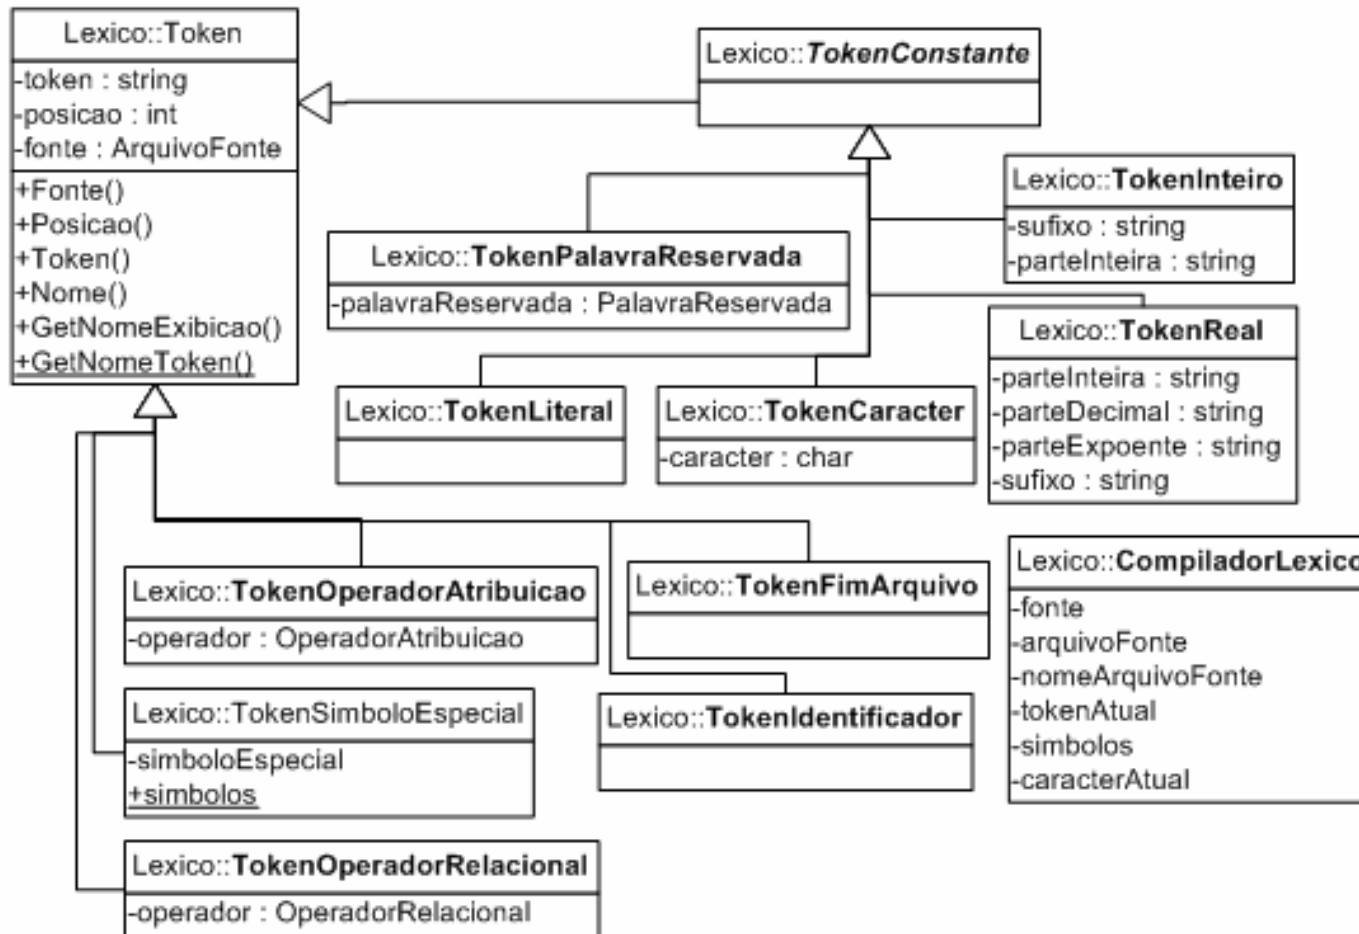 Lexico::Token
-token : string
-posicao : int
-fonte : ArquivoFonte
+Fonte()
+Posicao()
+Token()
+Nome()
+GetNomeExibicao()
+GetNomeToken()
Lexico::TokenConstante
Lexico::TokenInteiro
-sufixo : string
-parteInteira : string
Lexico::TokenPalavraReservada
-palavraReservada : PalavraReservada
Lexico::TokenReal
-parteInteira : string
-parteDecimal : string
-parteExpoente : string
-sufixo : string
Lexico::TokenLiteral
Lexico::TokenCaracter
-caracter : char
Lexico::TokenOperadorAtribuicao
-operador : OperadorAtribuicao
Lexico::TokenFimArquivo
Lexico::CompiladorLexico
-fonte
-arquivoFonte
-nomeArquivoFonte
-tokenAtual
-simbolos
-caracterAtual
Lexico::TokenSimboloEspecial
-simboloEspecial
+simbolos
Lexico::TokenIdentificador
Lexico::TokenOperadorRelacional
-operador : OperadorRelacional